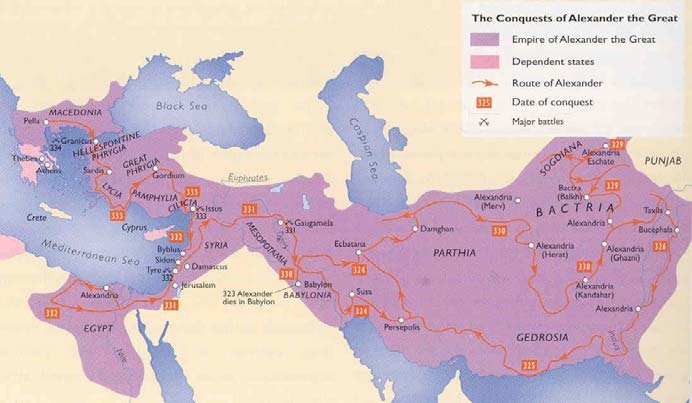 The Conquests of Alexander the Great
Empire of Alexander the Great
Dependent states
Route of Alexander
325
Date of conquest
Major battles
Black Sea
Caspian Sea
MACEDONIA
Pella
Granicus
334
HELLESPONTINE
PHRYGIA
Thebes
Athens
Sardis
GREAT
PHRYGIA
Gordium
LYCIA
PAMPHYLIA
333
333
CILICIA
Issus
333
Crete
Cyprus
Mediterranean Sea
332
Byblus
Sidon
Tyre
332
SYRIA
Damascus
Jerusalem
331
Alexandria
332
EGYPT
Nile
Euphrates
331
Gaugamela
331
Tigris
MESOPOTAMIA
330
Babylon
BABYLONIA
323 Alexander
dies in Babylon
Ecbatana
324
Susa
324
Persepolis
Damghan
PARTHIA
Alexandria
(Merv)
330
Alexandria
(Herat)
SOGDIANA
329
Alexandria
Eschate
PUNJAB
329
Bactra
(Balkh)
BACTRIA
Alexandria
Taxila
Bucephala
326
Alexandria
(Ghazni)
330
Alexandria
(Kandahar)
Alexandria
GEDROSIA
Indus
325